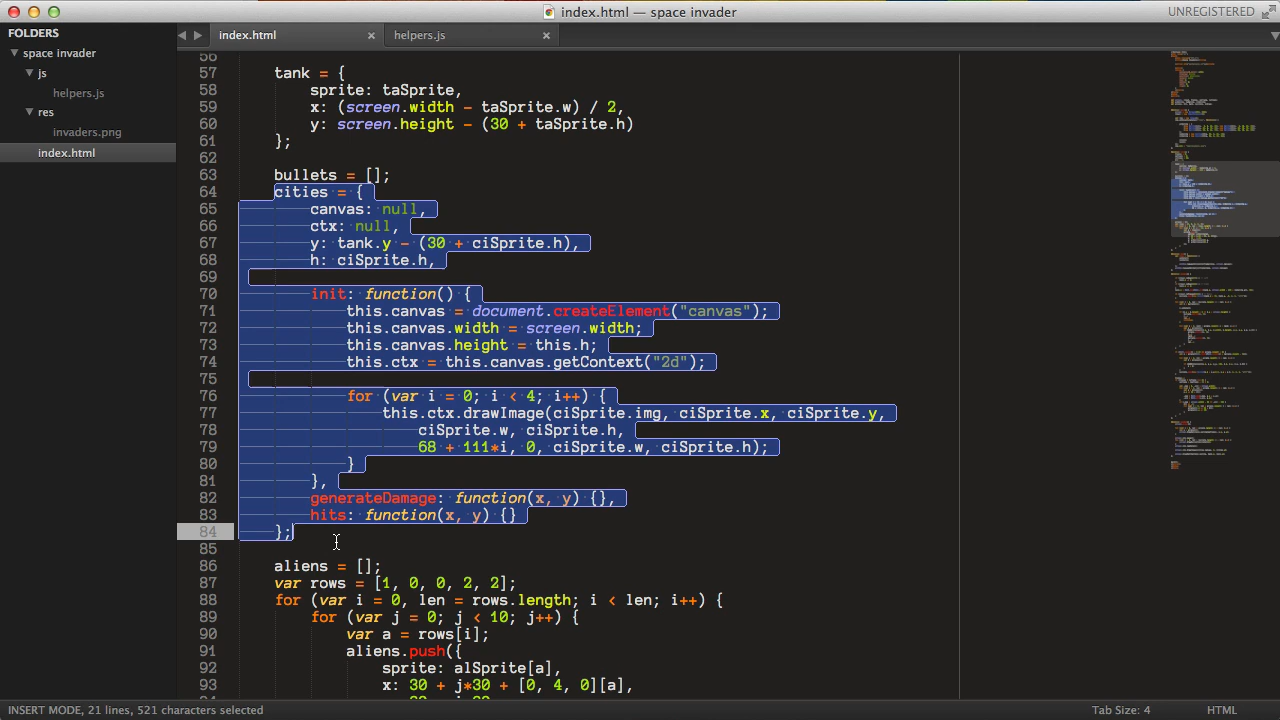 index.html — space invader
UNREGISTERED
FOLDERS
space invader
js
helpers.js
res
invaders.png
index.html
index.html
helpers.js
56
57 tank = {
58 sprite: taSprite,
59 x: (screen.width - taSprite.w) / 2,
60 y: screen.height - (30 + taSprite.h)
61 };
62
63 bullets = [];
64 cities = {
65 canvas: null,
66 ctx: null,
67 y: tank.y - (30 + ciSprite.h),
68 h: ciSprite.h,
69
70 init: function() {
71 this.canvas = document.createElement("canvas");
72 this.canvas.width = screen.width;
73 this.canvas.height = this.h;
74 this.ctx = this.canvas.getContext("2d");
75
76 for (var i = 0; i < 4; i++) {
77 this.ctx.drawImage(ciSprite.img, ciSprite.x, ciSprite.y,
78 ciSprite.w, ciSprite.h,
79 68 + 111*i, 0, ciSprite.w, ciSprite.h);
80 }
81 },
82 generateDamage: function(x, y) {},
83 hits: function(x, y) {}
84 };
85
86 aliens = [];
87 var rows = [1, 0, 0, 2, 2];
88 for (var i = 0, len = rows.length; i < len; i++) {
89 for (var j = 0; j < 10; j++) {
90 var a = rows[i];
91 aliens.push({
92 sprite: alSprite[a],
93 x: 30 + j*30 + [0, 4, 0][a],
INSERT MODE, 21 lines, 521 characters selected
Tab Size: 4
HTML